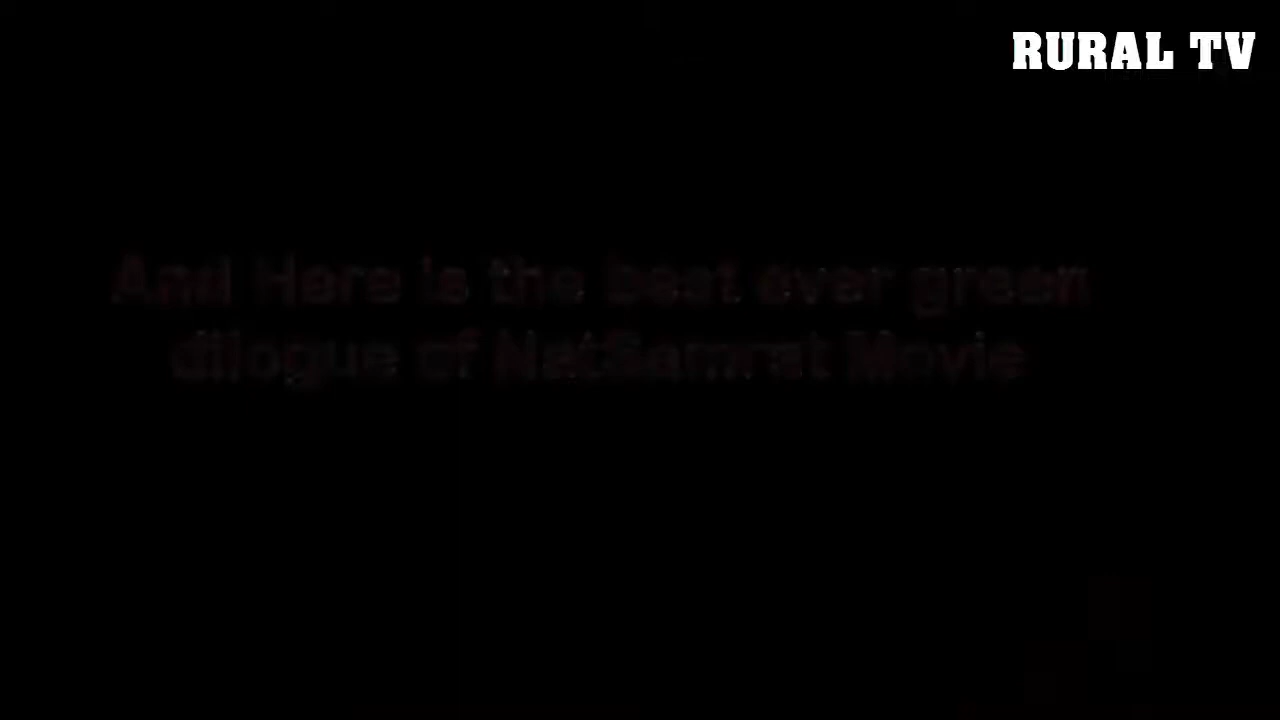 RURAL TV
And Here is the best ever green
dilogue of NatSamrat Movie